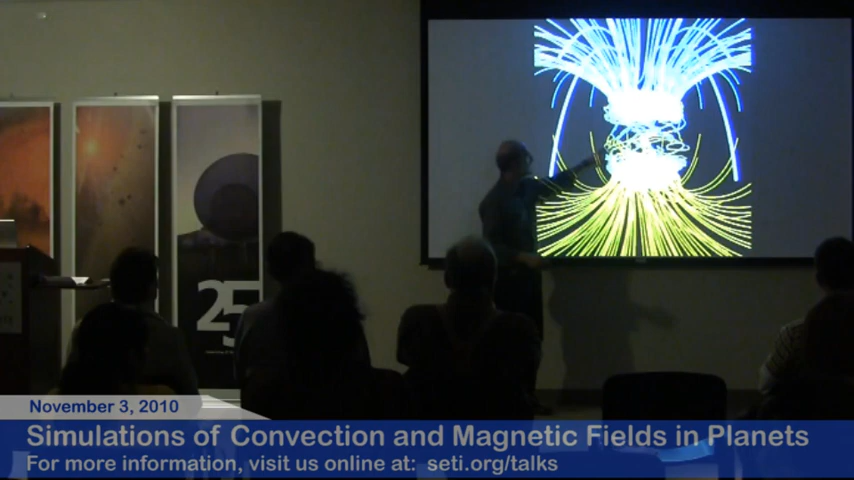 25
November 3, 2010
Simulations of Convection and Magnetic Fields in Planets
For more information, visit us online at: seti.org/talks